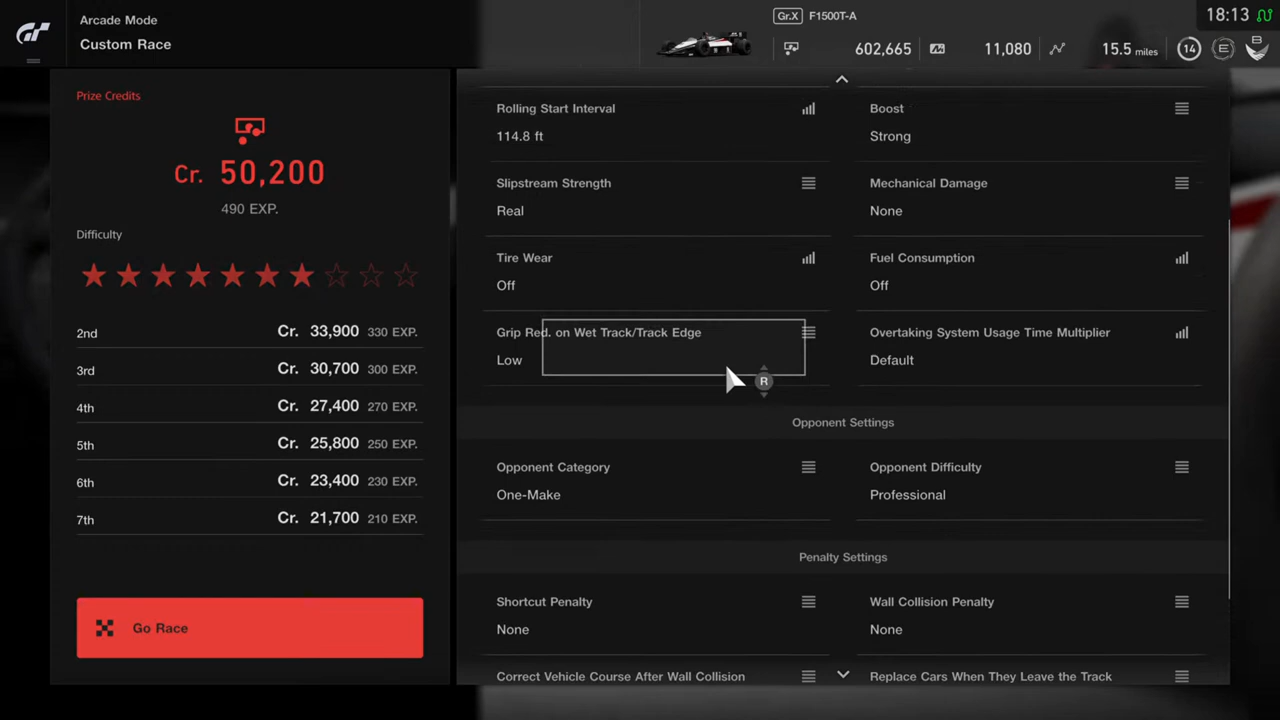 Arcade Mode
Custom Race
Gr.X F1500T-A
602,665
11,080
15.5 miles
14
E
B
18:13
Prize Credits
Cr. 50,200
490 EXP.
Difficulty
2nd Cr. 33,900 330 EXP.
3rd Cr. 30,700 300 EXP.
4th Cr. 27,400 270 EXP.
5th Cr. 25,800 250 EXP.
6th Cr. 23,400 230 EXP.
7th Cr. 21,700 210 EXP.
Go Race
Rolling Start Interval
114.8 ft
Boost
Strong
Slipstream Strength
Real
Mechanical Damage
None
Tire Wear
Off
Fuel Consumption
Off
Grip Red. on Wet Track/Track Edge
Low
Overtaking System Usage Time Multiplier
Default
R
Opponent Settings
Opponent Category
One-Make
Opponent Difficulty
Professional
Penalty Settings
Shortcut Penalty
None
Wall Collision Penalty
None
Correct Vehicle Course After Wall Collision
Replace Cars When They Leave the Track